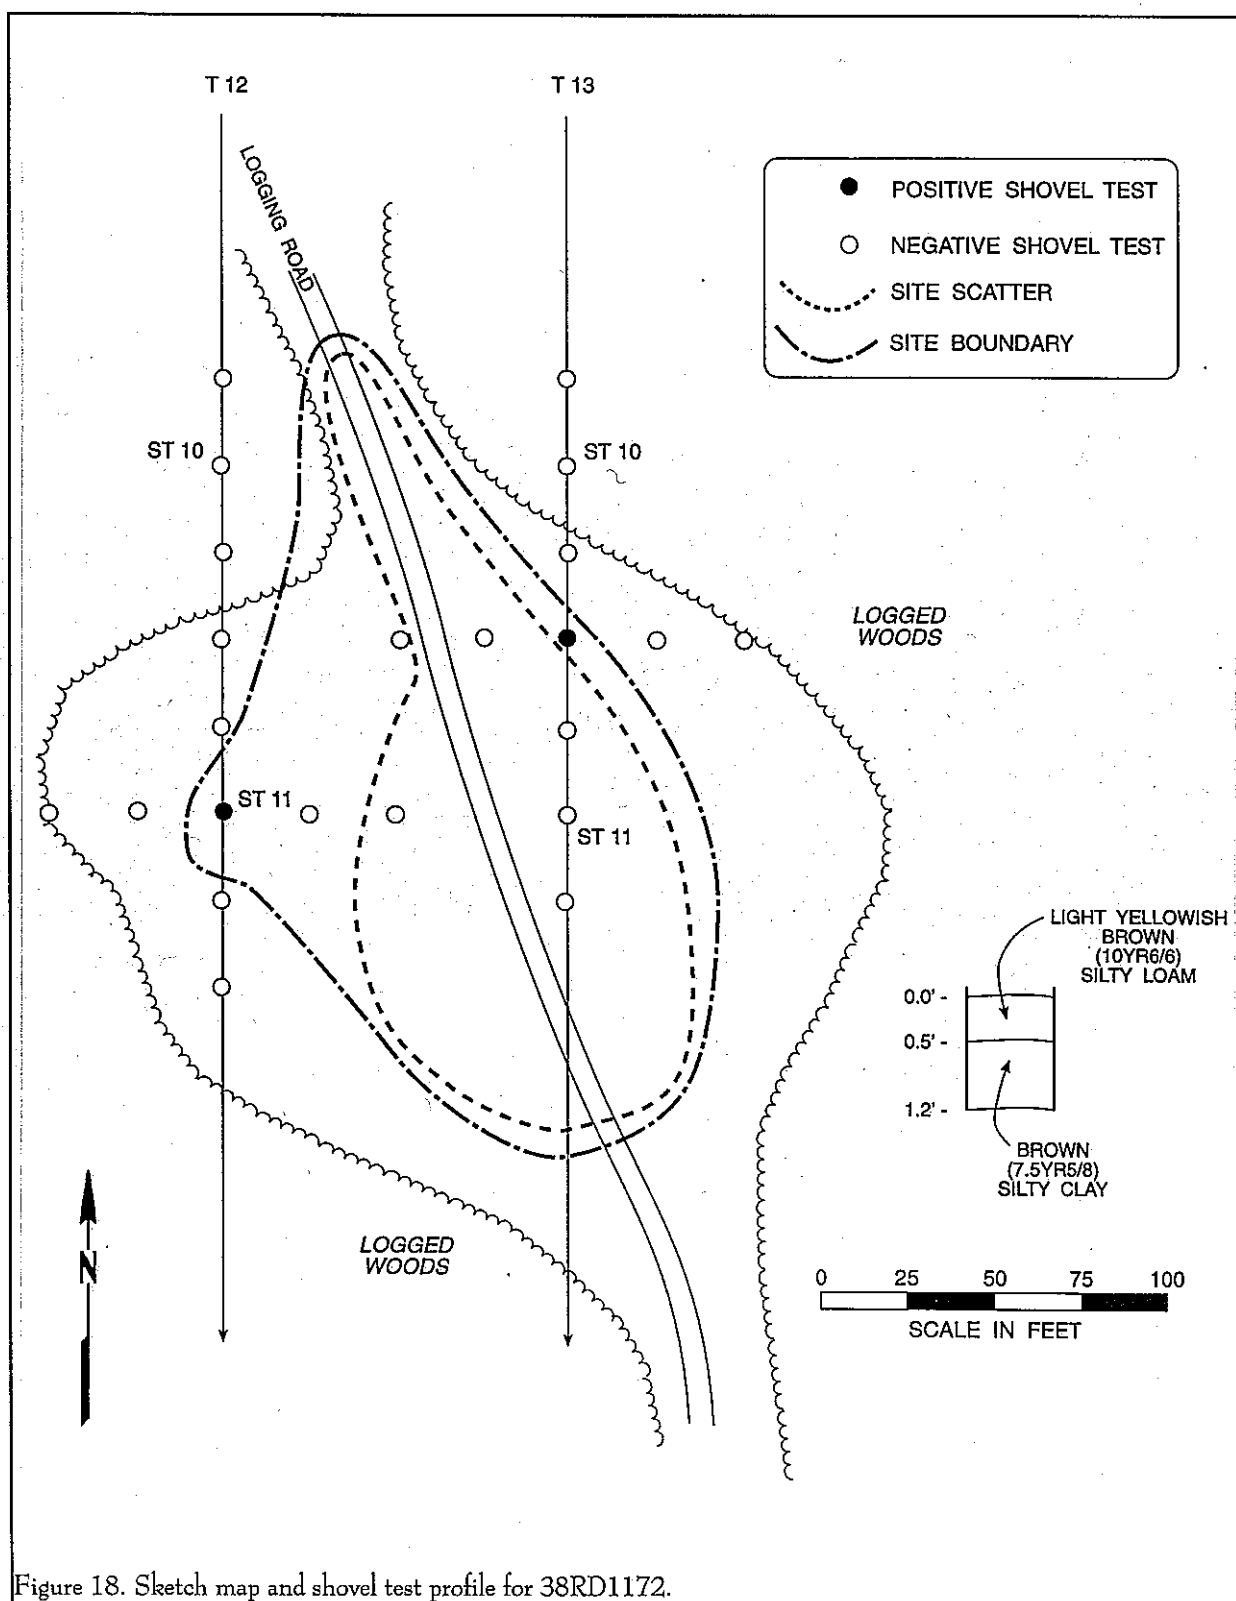 T 12
T 13
LOGGING ROAD
POSITIVE SHOVEL TEST
NEGATIVE SHOVEL TEST
SITE SCATTER
SITE BOUNDARY
ST 10
ST 10
LOGGED
WOODS
ST 11
ST 11
LIGHT YELLOWISH
BROWN
(10YR6/6)
SILTY LOAM
0.0' -
0.5' -
1.2' -
BROWN
(7.5YR5/8)
SILTY CLAY
N
LOGGED
WOODS
0 25 50 75 100
SCALE IN FEET
Figure 18. Sketch map and shovel test profile for 38RD1172.